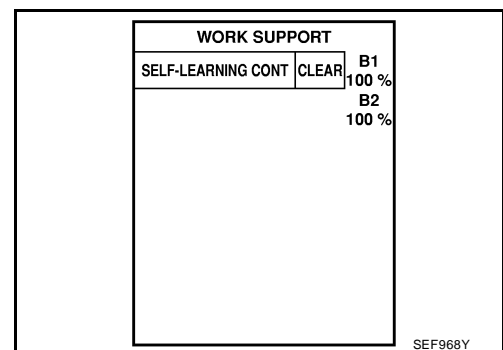 WORK SUPPORT
SELF-LEARNING CONT CLEAR B1
100 %
B2
100 %
SEF968Y